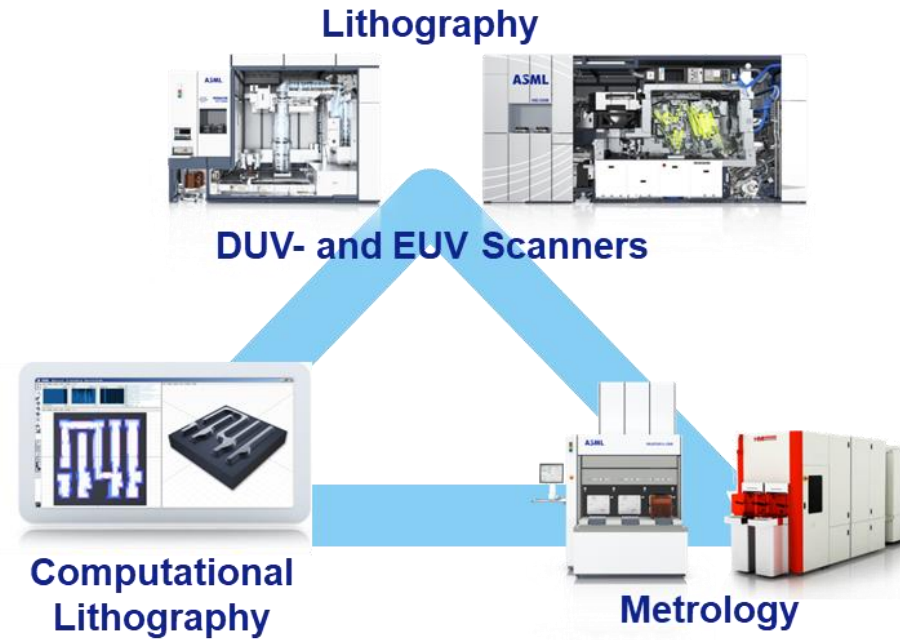 Lithography
ASML
ASML
DUV- and EUV Scanners
ASML
Computational
Lithography
Metrology